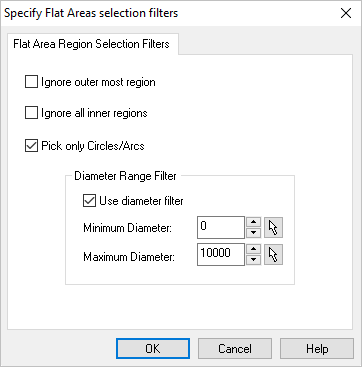 Specify Flat Areas selection filters
Flat Area Region Selection Filters
Ignore outer most region
Ignore all inner regions
Pick only Circles/Arcs
Diameter Range Filter
Use diameter filter
Minimum Diameter: 0
Maximum Diameter: 10000
OK Cancel Help